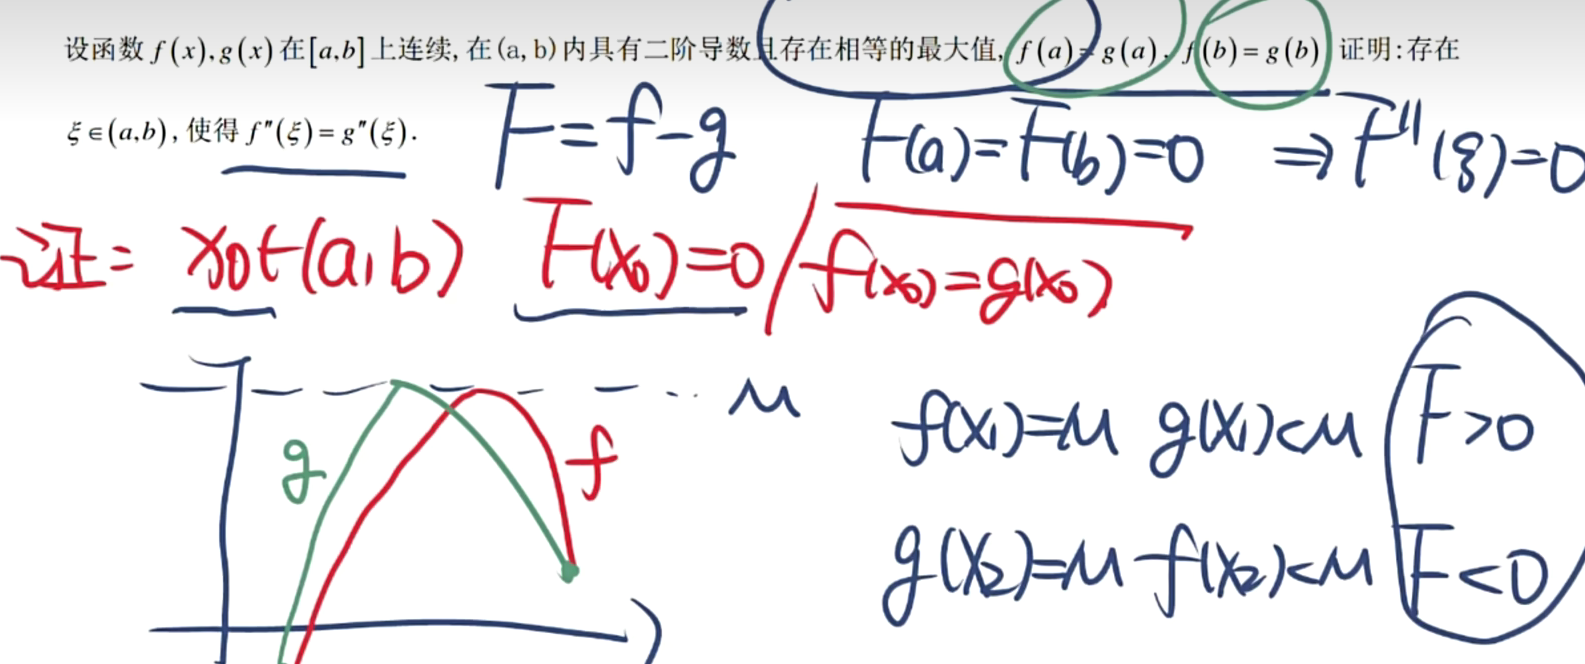 设函数 f(x),g(x)在[a,b]上连续,在(a,b)内具有二阶导数且存在相等的最大值, f(a)=g(a), f(b)=g(b) 证明:存在
ξ∈(a,b), 使得 f″(ξ)=g″(ξ).
F=f-g F(a)=F(b)=0 ⇒ F″(ξ)=0
证= x0∈(a,b) F(x0)=0/f(x0)=g(x0)
M
g f
f(x1)=M g(x1)<M F>0
g(x2)=M f(x2)<M F<0